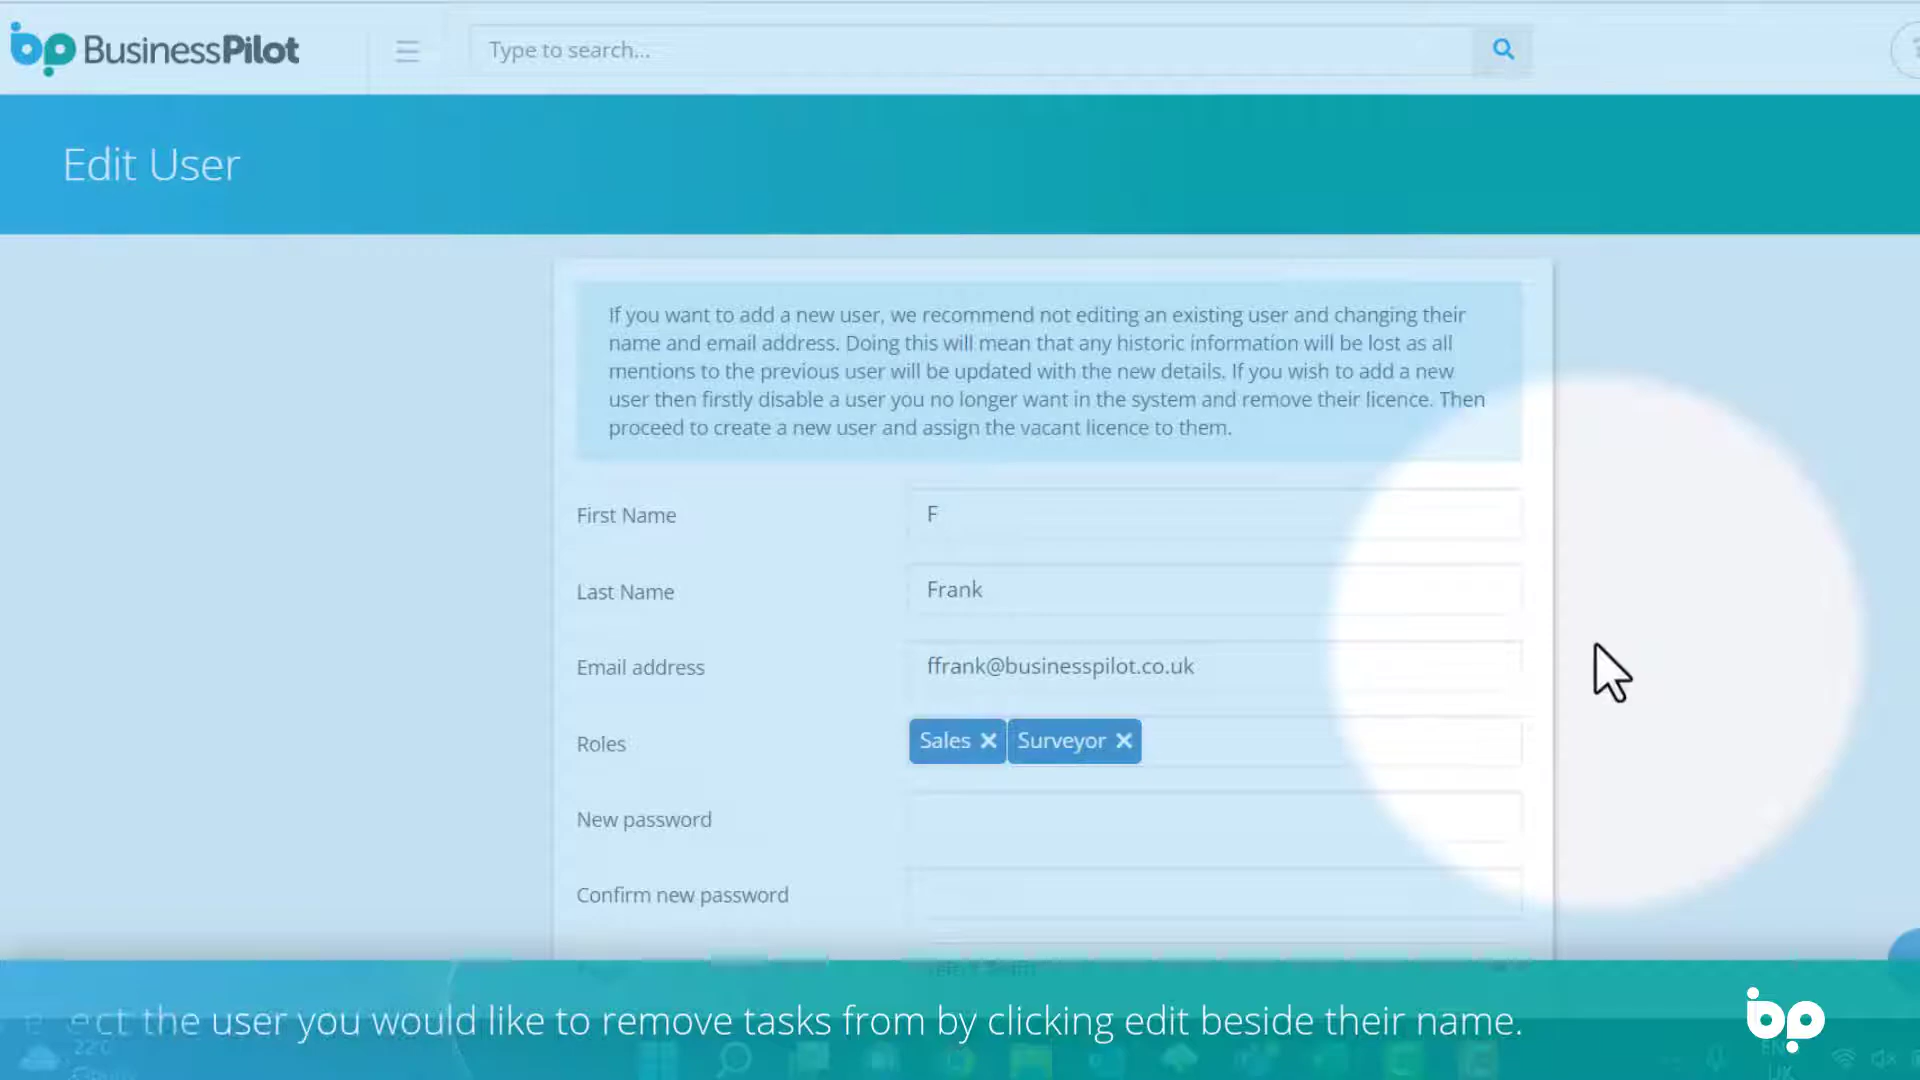 bp BusinessPilot
Type to search...
Edit User
If you want to add a new user, we recommend not editing an existing user and changing their
name and email address. Doing this will mean that any historic information will be lost as all
mentions to the previous user will be updated with the new details. If you wish to add a new
user then firstly disable a user you no longer want in the system and remove their licence. Then
proceed to create a new user and assign the vacant licence to them.
First Name
F
Last Name
Frank
Email address
ffrank@businesspilot.co.uk
Roles
Sales ✕ Surveyor ✕
New password
Confirm new password
ect the user you would like to remove tasks from by clicking edit beside their name.
bp
22°C
Cloudy
UK